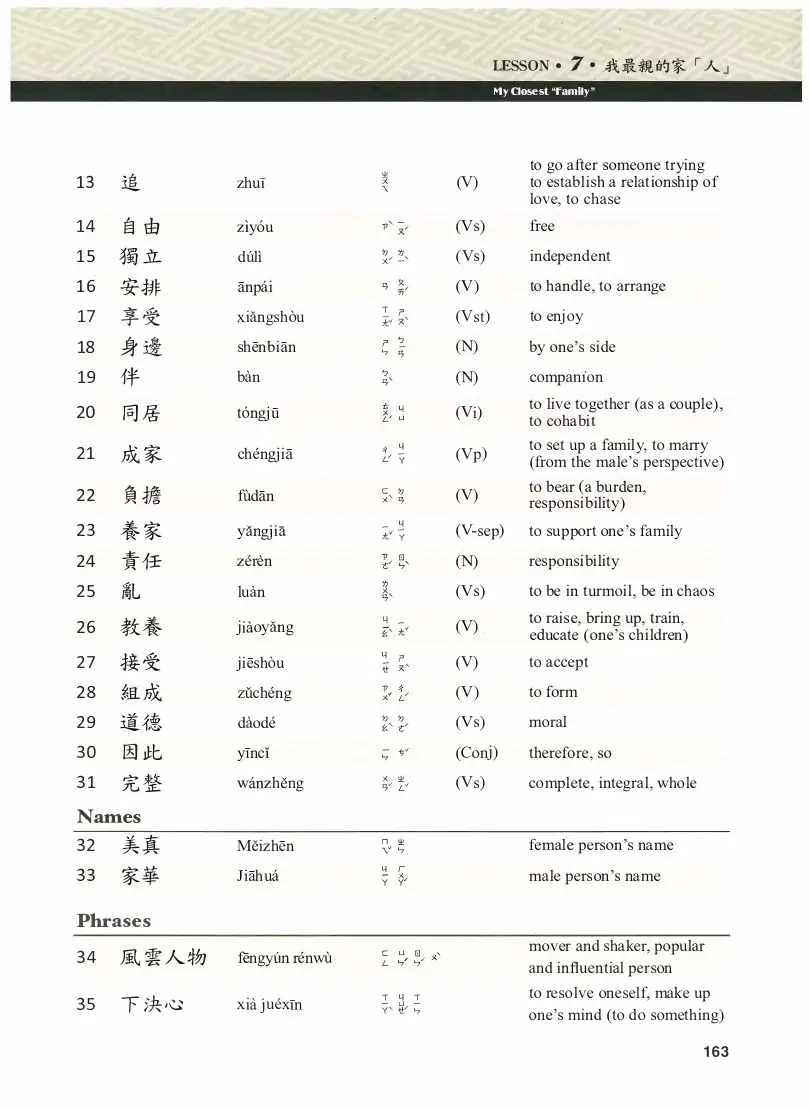 LESSON • 7 • 我最親的家「人」
My Closest “Family”
13 追 zhuī ㄓㄨㄟ (V) to go after someone trying
to establish a relationship of
love, to chase
14 自由 zìyóu ㄗˋ ㄧㄡˊ (Vs) free
15 獨立 dúlì ㄉㄨˊ ㄌㄧˋ (Vs) independent
16 安排 ānpái ㄢ ㄆㄞˊ (V) to handle, to arrange
17 享受 xiǎngshòu ㄒㄧㄤˇ ㄕㄡˋ (Vst) to enjoy
18 身邊 shēnbiān ㄕㄣ ㄅㄧㄢ (N) by one’s side
19 伴 bàn ㄅㄢˋ (N) companion
20 同居 tóngjū ㄊㄨㄥˊ ㄐㄩ (Vi) to live together (as a couple),
to cohabit
21 成家 chéngjiā ㄔㄥˊ ㄐㄧㄚ (Vp) to set up a family, to marry
(from the male’s perspective)
22 負擔 fùdān ㄈㄨˋ ㄉㄢ (V) to bear (a burden,
responsibility)
23 養家 yǎngjiā ㄧㄤˇ ㄐㄧㄚ (V-sep) to support one’s family
24 責任 zérèn ㄗㄜˊ ㄖㄣˋ (N) responsibility
25 亂 luàn ㄌㄨㄢˋ (Vs) to be in turmoil, be in chaos
26 教養 jiàoyǎng ㄐㄧㄠˋ ㄧㄤˇ (V) to raise, bring up, train,
educate (one’s children)
27 接受 jiēshòu ㄐㄧㄝ ㄕㄡˋ (V) to accept
28 組成 zǔchéng ㄗㄨˇ ㄔㄥˊ (V) to form
29 道德 dàodé ㄉㄠˋ ㄉㄜˊ (Vs) moral
30 因此 yīncǐ ㄧㄣ ㄘˇ (Conj) therefore, so
31 完整 wánzhěng ㄨㄢˊ ㄓㄥˇ (Vs) complete, integral, whole
Names
32 美真 Měizhēn ㄇㄟˇ ㄓㄣ female person’s name
33 家華 Jiāhuá ㄐㄧㄚ ㄏㄨㄚˊ male person’s name
Phrases
34 風雲人物 fēngyún rénwù ㄈㄥ ㄩㄣˊ ㄖㄣˊ ㄨˋ mover and shaker, popular
and influential person
35 下決心 xià juéxīn ㄒㄧㄚˋ ㄐㄩㄝˊ ㄒㄧㄣ to resolve oneself, make up
one’s mind (to do something)
163